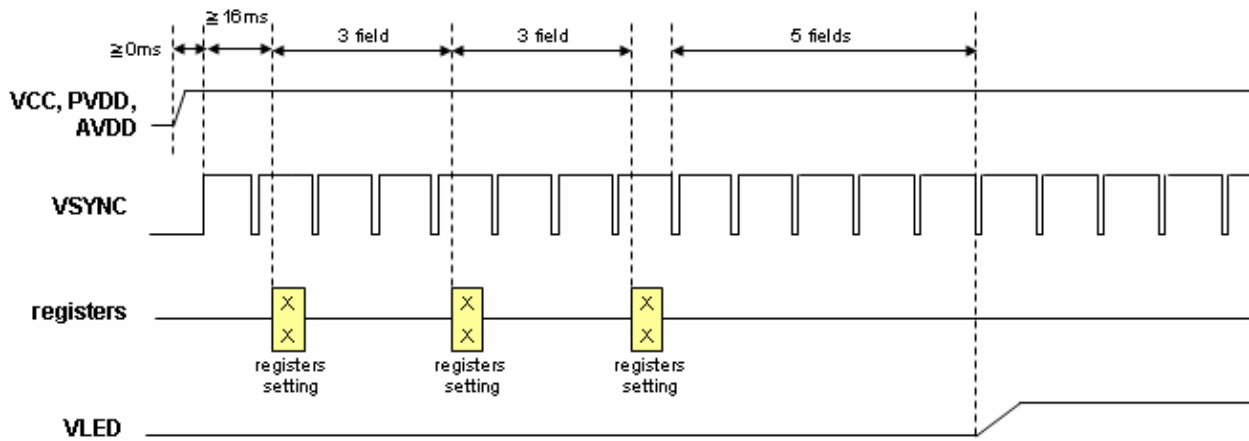 ≧16ms
≧0ms
3 field
3 field
5 fields
VCC, PVDD,
AVDD
VSYNC
registers
X
X
X
X
X
X
registers
setting
registers
setting
registers
setting
VLED